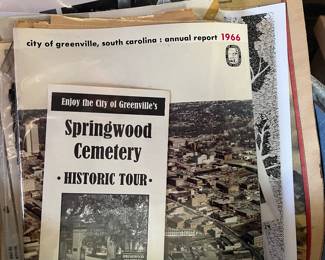 city of greenville, south carolina : annual report 1966
Enjoy the City of Greenville's
Springwood
Cemetery
• HISTORIC TOUR •